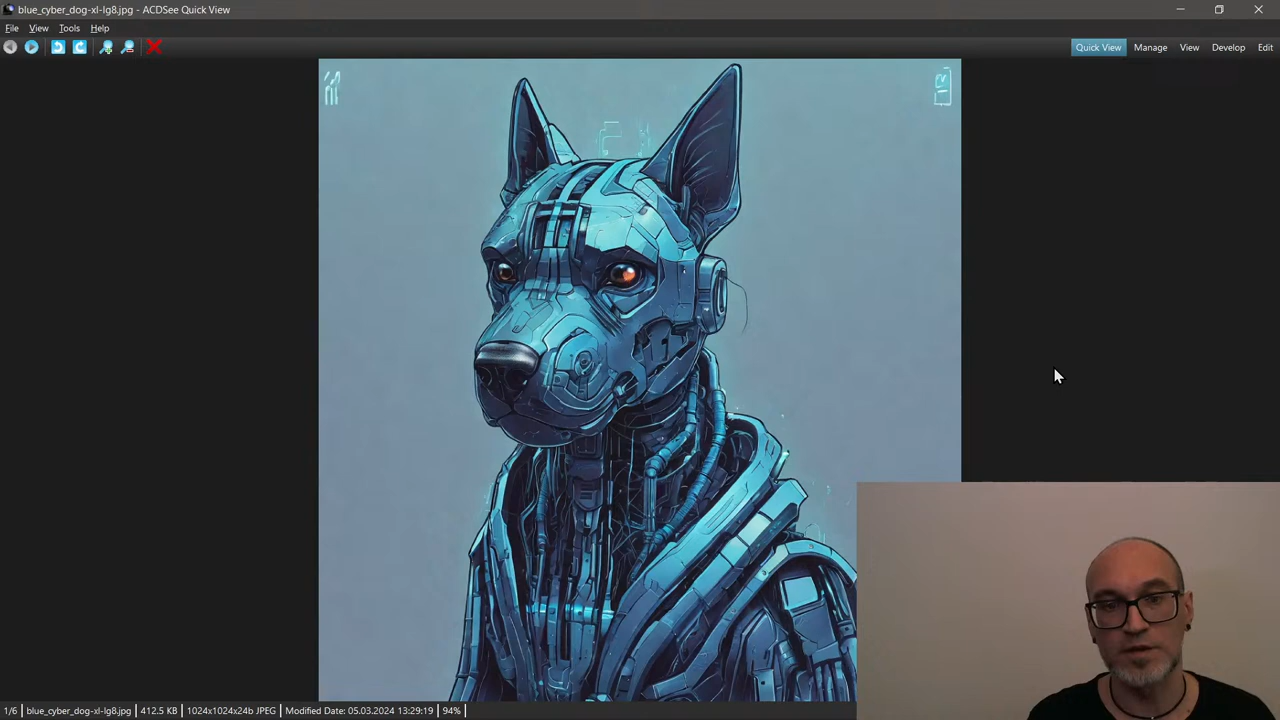 blue_cyber_dog-xl-lg8.jpg - ACDSee Quick View
File View Tools Help
Quick View Manage View Develop Edit
1/6 blue_cyber_dog-xl-lg8.jpg 412.5 KB 1024x1024x24b JPEG Modified Date: 05.03.2024 13:29:19 94%